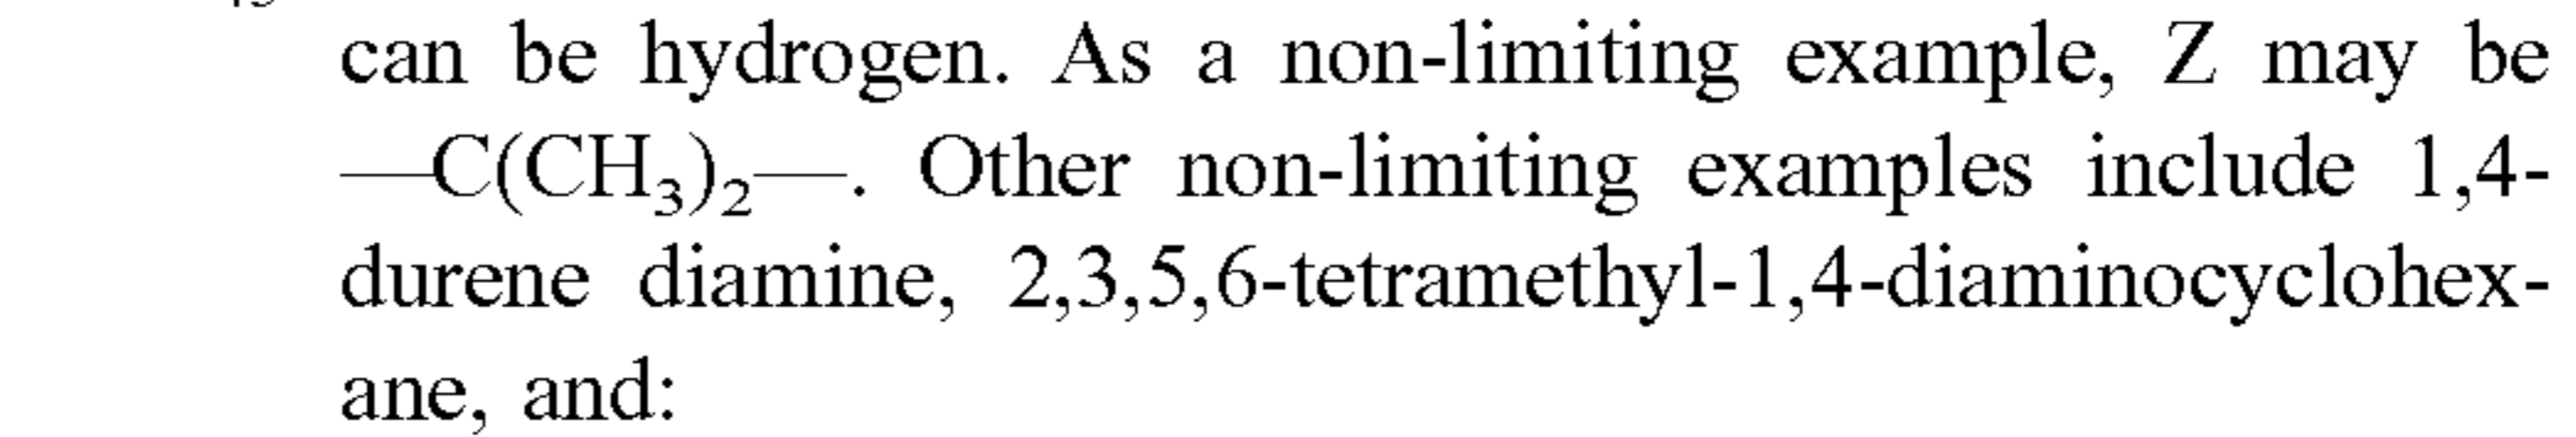 can be hydrogen. As a non-limiting example, Z may be
—C(CH₃)₂—. Other non-limiting examples include 1,4-
durene diamine, 2,3,5,6-tetramethyl-1,4-diaminocyclohex-
ane, and: